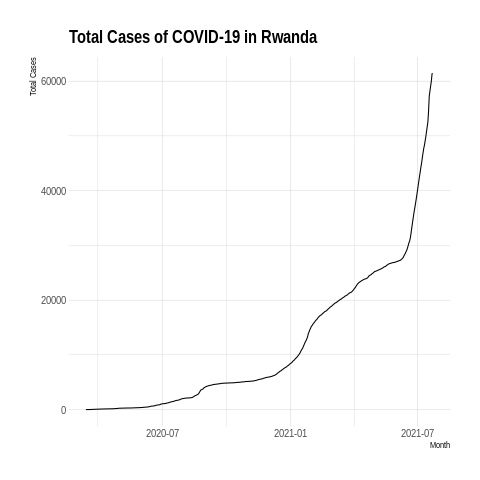 Total Cases of COVID-19 in Rwanda
Total Cases
60000
40000
20000
0
2020-07
2021-01
2021-07
Month